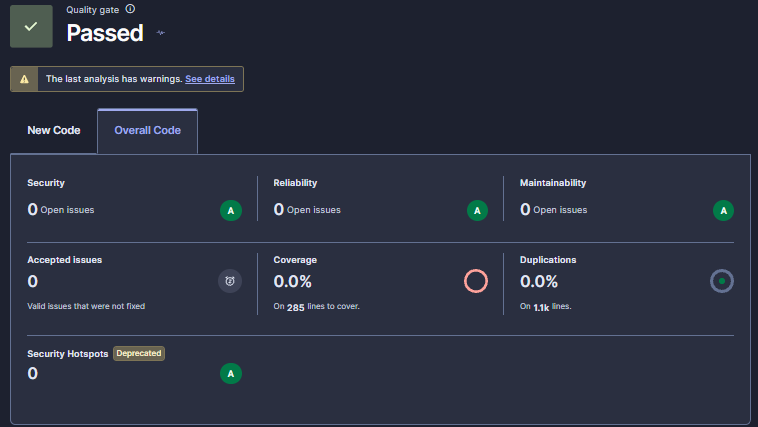 Quality gate
Passed
The last analysis has warnings. See details
New Code
Overall Code
Security
0 Open issues
A
Reliability
0 Open issues
A
Maintainability
0 Open issues
A
Accepted issues
0
Valid issues that were not fixed
Coverage
0.0%
On 285 lines to cover.
Duplications
0.0%
On 1.1k lines.
Security Hotspots Deprecated
0
A